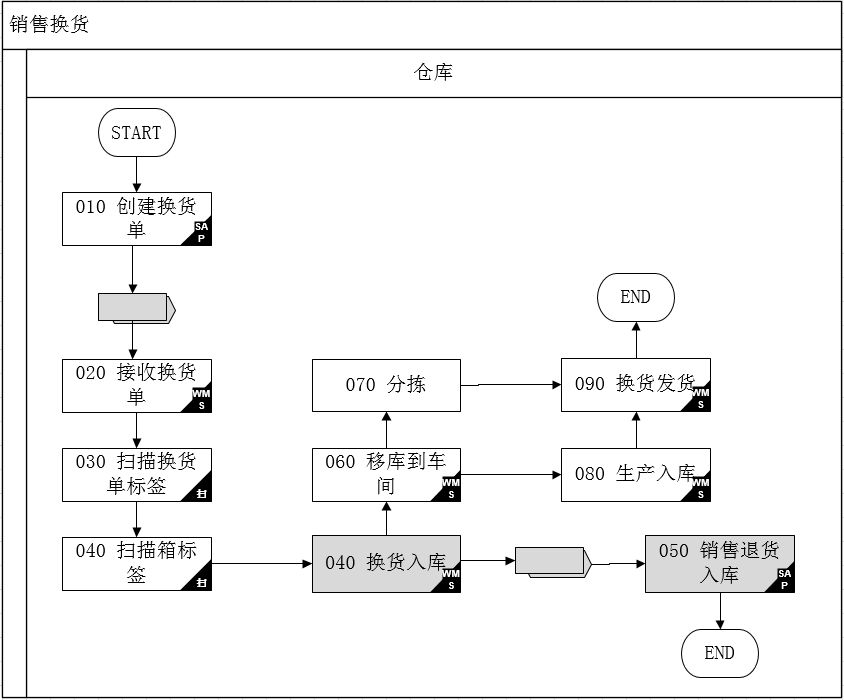 销售换货
仓库
START
010 创建换货
单
SA
P
020 接收换货
单
WM
S
030 扫描换货
单标签
扫
040 扫描箱标
签
扫
040 换货入库
WM
S
060 移库到车
间
WM
S
070 分拣
080 生产入库
WM
S
090 换货发货
WM
S
END
050 销售退货
入库
SA
P
END